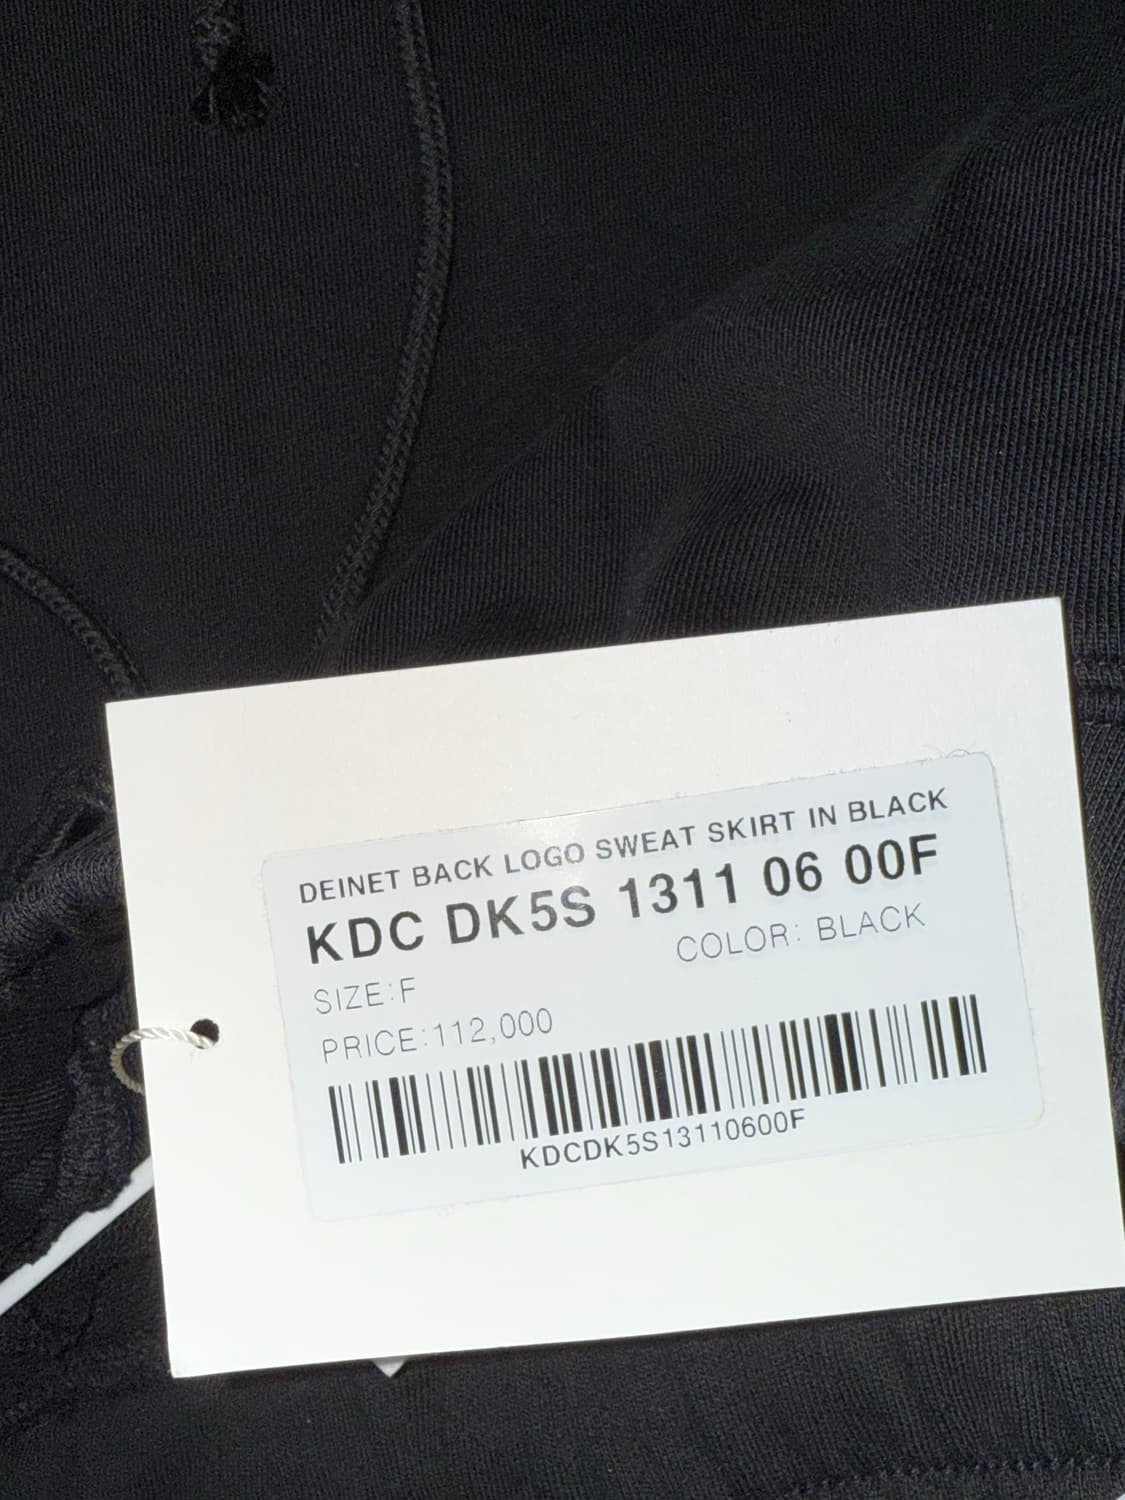 DEINET BACK LOGO SWEAT SKIRT IN BLACK
KDC DK5S 1311 06 00F
SIZE:F COLOR: BLACK
PRICE:112,000
KDCDK5S13110600F